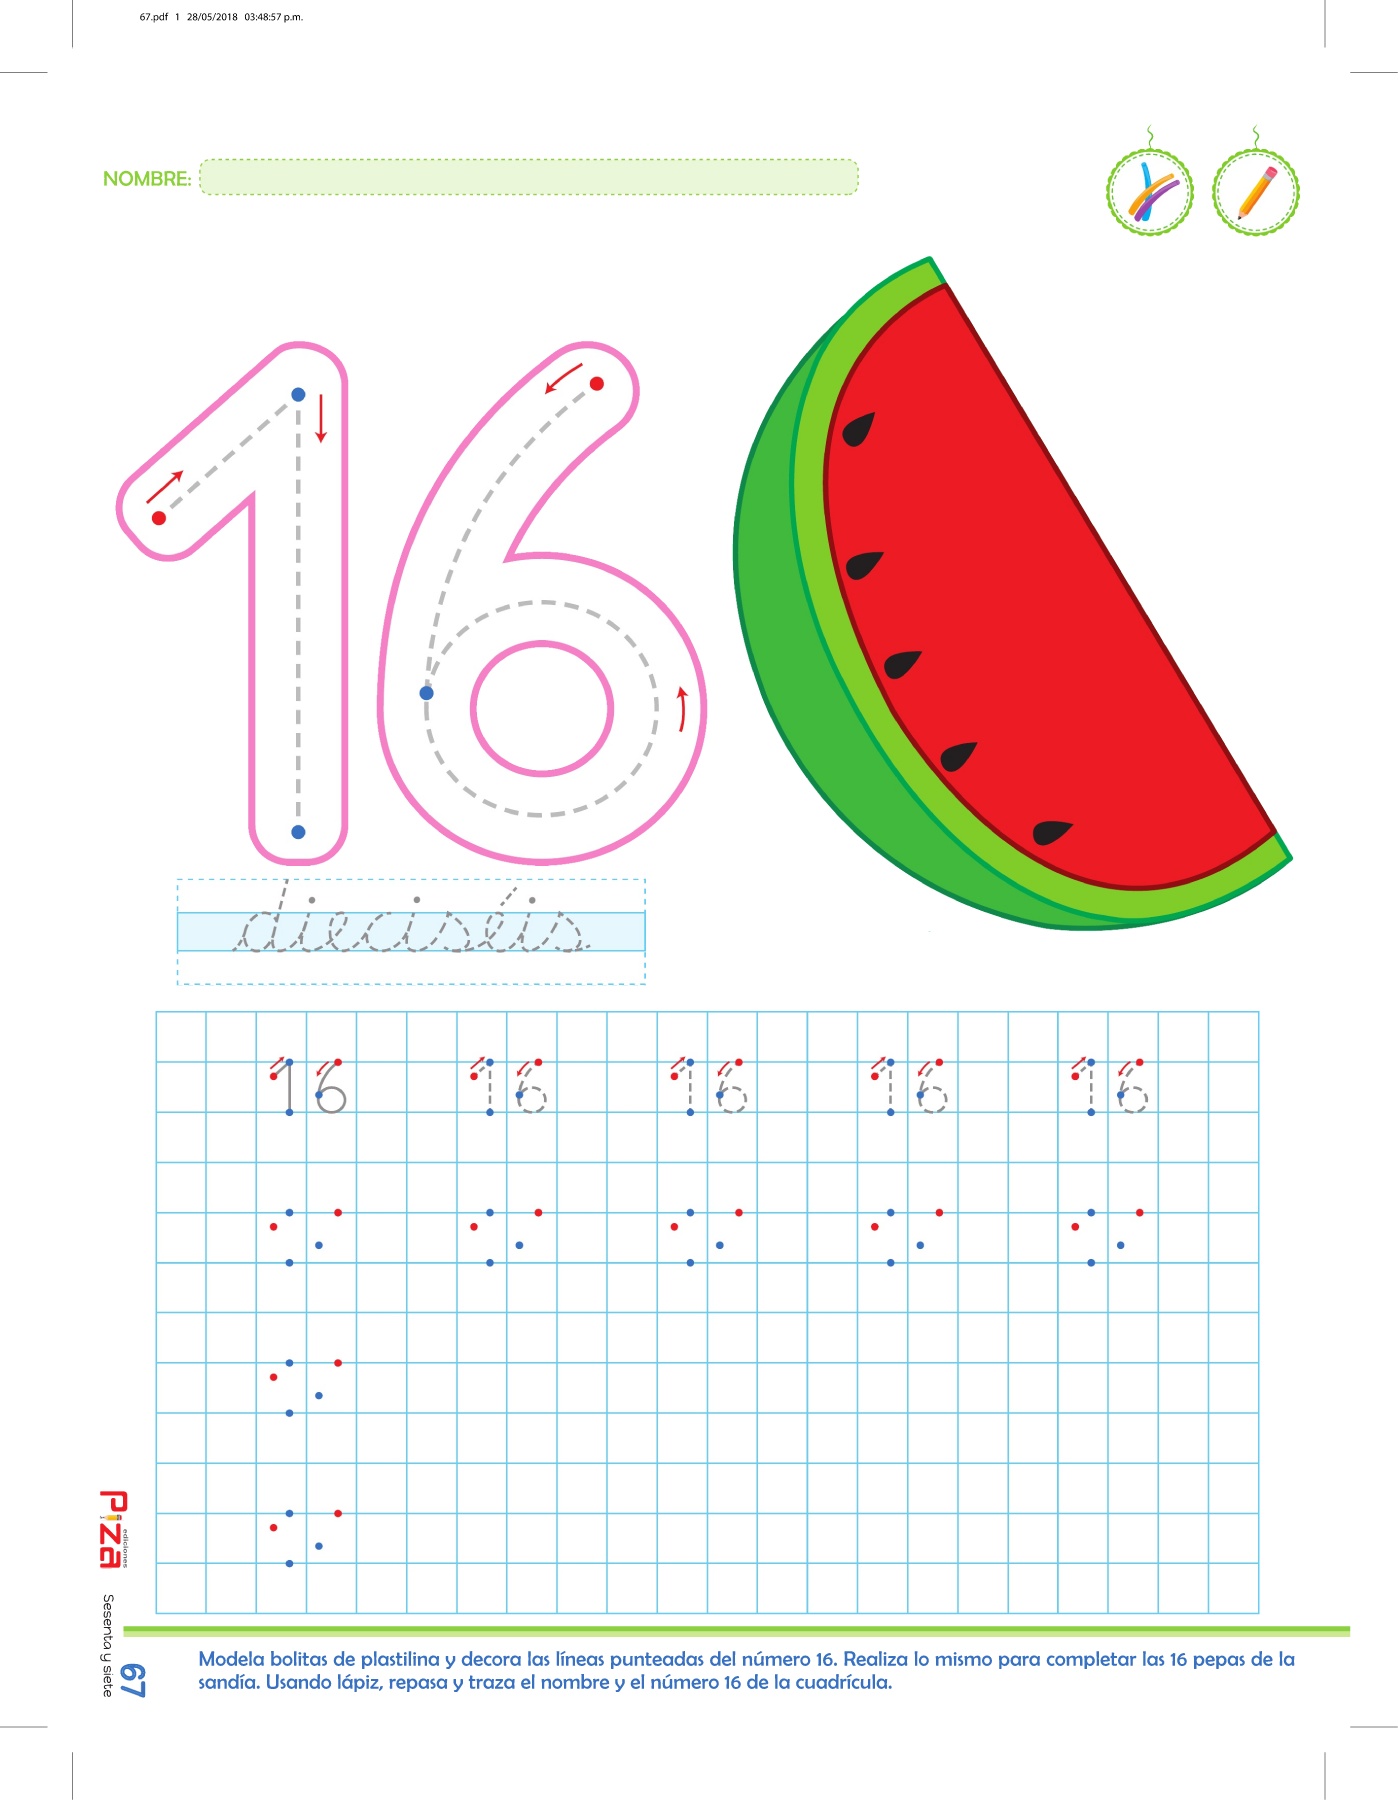 67.pdf 1 28/05/2018 03:48:57 p.m.
NOMBRE:
16
dieciséis
16 16 16 16 16
Piza
ediciones
Sesenta y siete
67
Modela bolitas de plastilina y decora las líneas punteadas del número 16. Realiza lo mismo para completar las 16 pepas de la
sandía. Usando lápiz, repasa y traza el nombre y el número 16 de la cuadrícula.